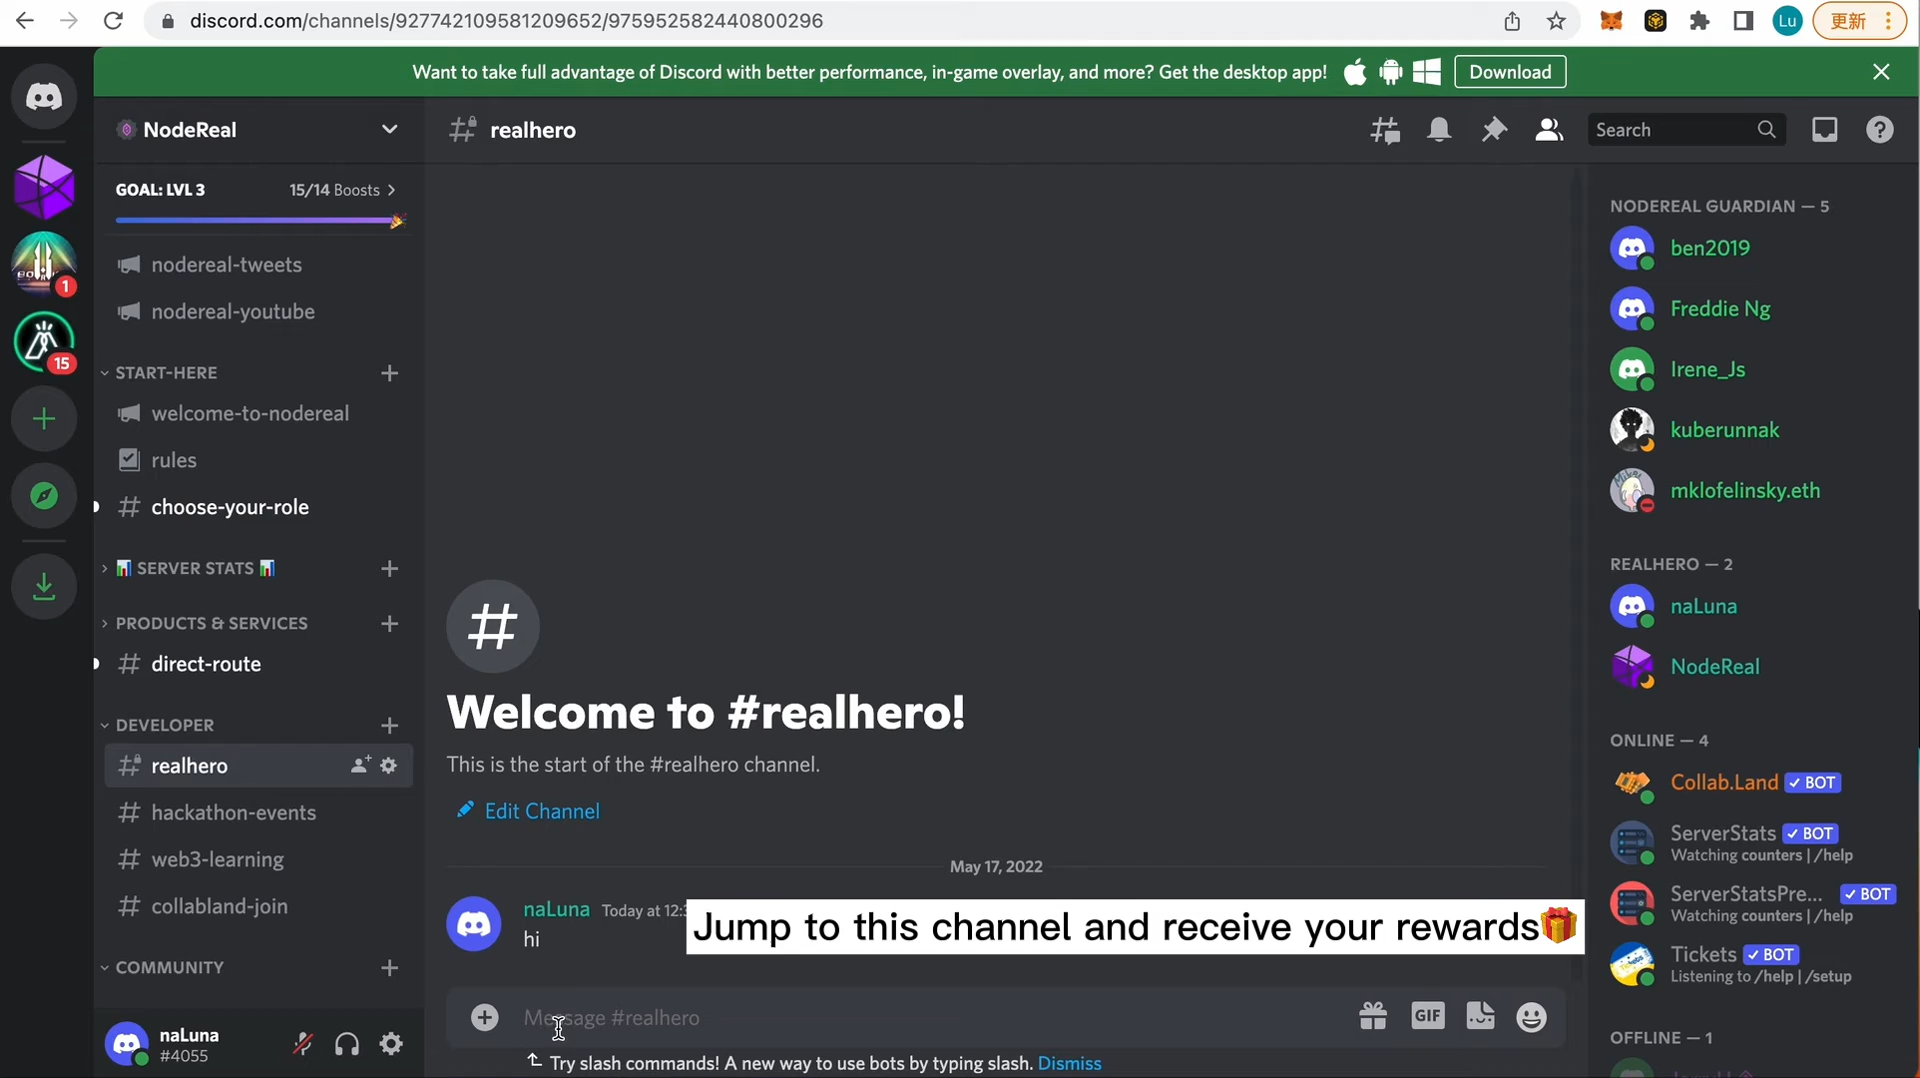 discord.com/channels/927742109581209652/975952582440800296
Lu
更新
Want to take full advantage of Discord with better performance, in-game overlay, and more? Get the desktop app!
Download
NodeReal
realhero
Search
GOAL: LVL 3
15/14 Boosts
nodereal-tweets
nodereal-youtube
START-HERE
welcome-to-nodereal
rules
choose-your-role
SERVER STATS
PRODUCTS & SERVICES
direct-route
DEVELOPER
realhero
hackathon-events
web3-learning
collabland-join
COMMUNITY
naLuna
#4055
1
15
Welcome to #realhero!
This is the start of the #realhero channel.
Edit Channel
May 17, 2022
naLuna Today at 12:
hi
Jump to this channel and receive your rewards🎁
Message #realhero
GIF
Try slash commands! A new way to use bots by typing slash. Dismiss
NODEREAL GUARDIAN — 5
ben2019
Freddie Ng
Irene_Js
kuberunnak
mklofelinsky.eth
REALHERO — 2
naLuna
NodeReal
ONLINE — 4
Collab.Land ✓ BOT
ServerStats ✓ BOT
Watching counters | /help
ServerStatsPre... ✓ BOT
Watching counters | /help
Tickets ✓ BOT
Listening to /help | /setup
OFFLINE — 1